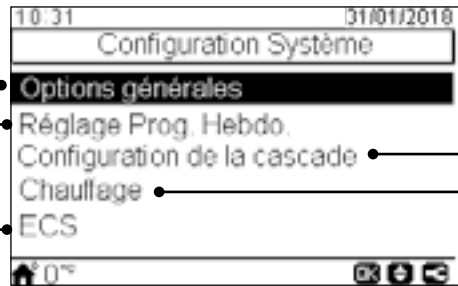 10:31 31/01/2018
Configuration Système
Options générales
Réglage Prog. Hebdo.
Configuration de la cascade
Chauffage
ECS
0°C OK